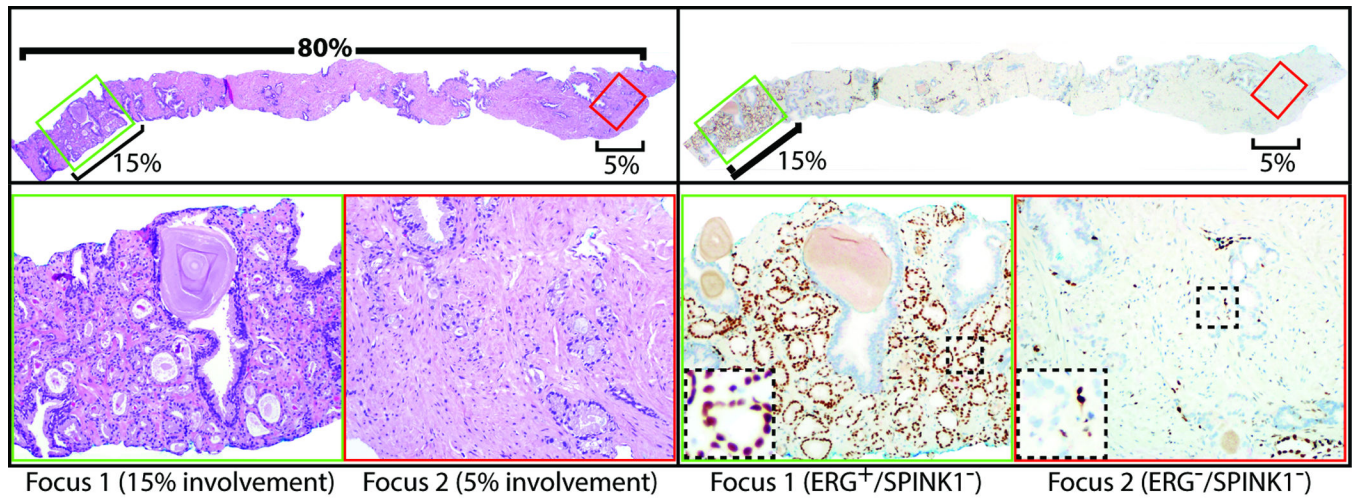 80%
15%
5%
15%
5%
Focus 1 (15% involvement)
Focus 2 (5% involvement)
Focus 1 (ERG⁺/SPINK1⁻)
Focus 2 (ERG⁻/SPINK1⁻)